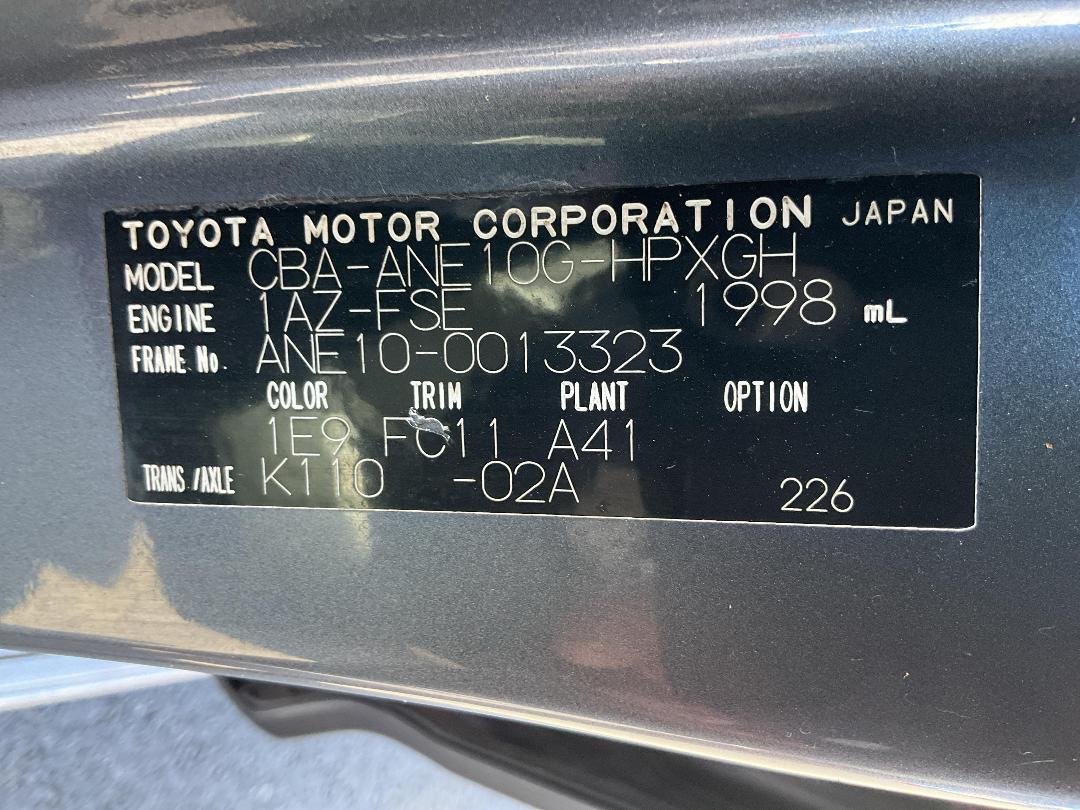 TOYOTA MOTOR CORPORATION JAPAN
MODEL CBA-ANE10G-HPXGH
ENGINE 1AZ-FSE 1998 mL
FRAME No. ANE10-0013323
COLOR TRIM PLANT OPTION
1E9 FC11 A41
TRANS/AXLE K110 -02A 226